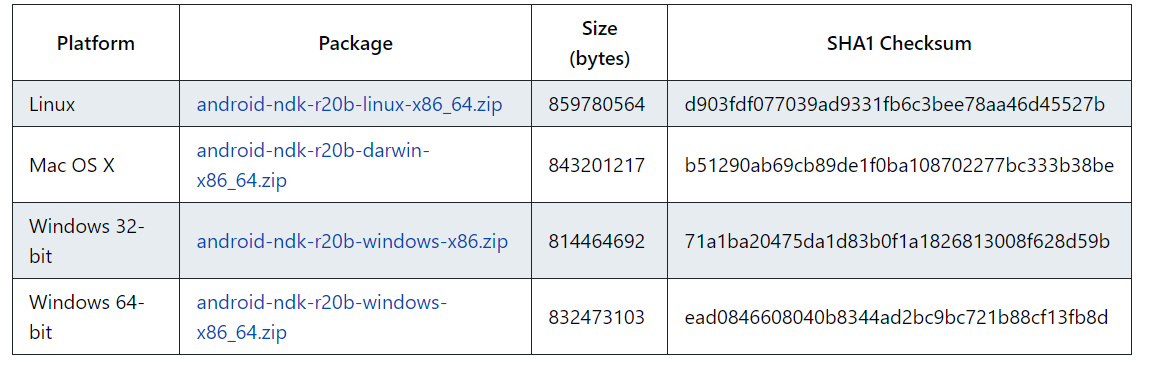 Platform
Package
Size
(bytes)
SHA1 Checksum
Linux
android-ndk-r20b-linux-x86_64.zip
859780564
d903fdf077039ad9331fb6c3bee78aa46d45527b
Mac OS X
android-ndk-r20b-darwin-
x86_64.zip
843201217
b51290ab69cb89de1f0ba108702277bc333b38be
Windows 32-
bit
android-ndk-r20b-windows-x86.zip
814464692
71a1ba20475da1d83b0f1a1826813008f628d59b
Windows 64-
bit
android-ndk-r20b-windows-
x86_64.zip
832473103
ead0846608040b8344ad2bc9bc721b88cf13fb8d